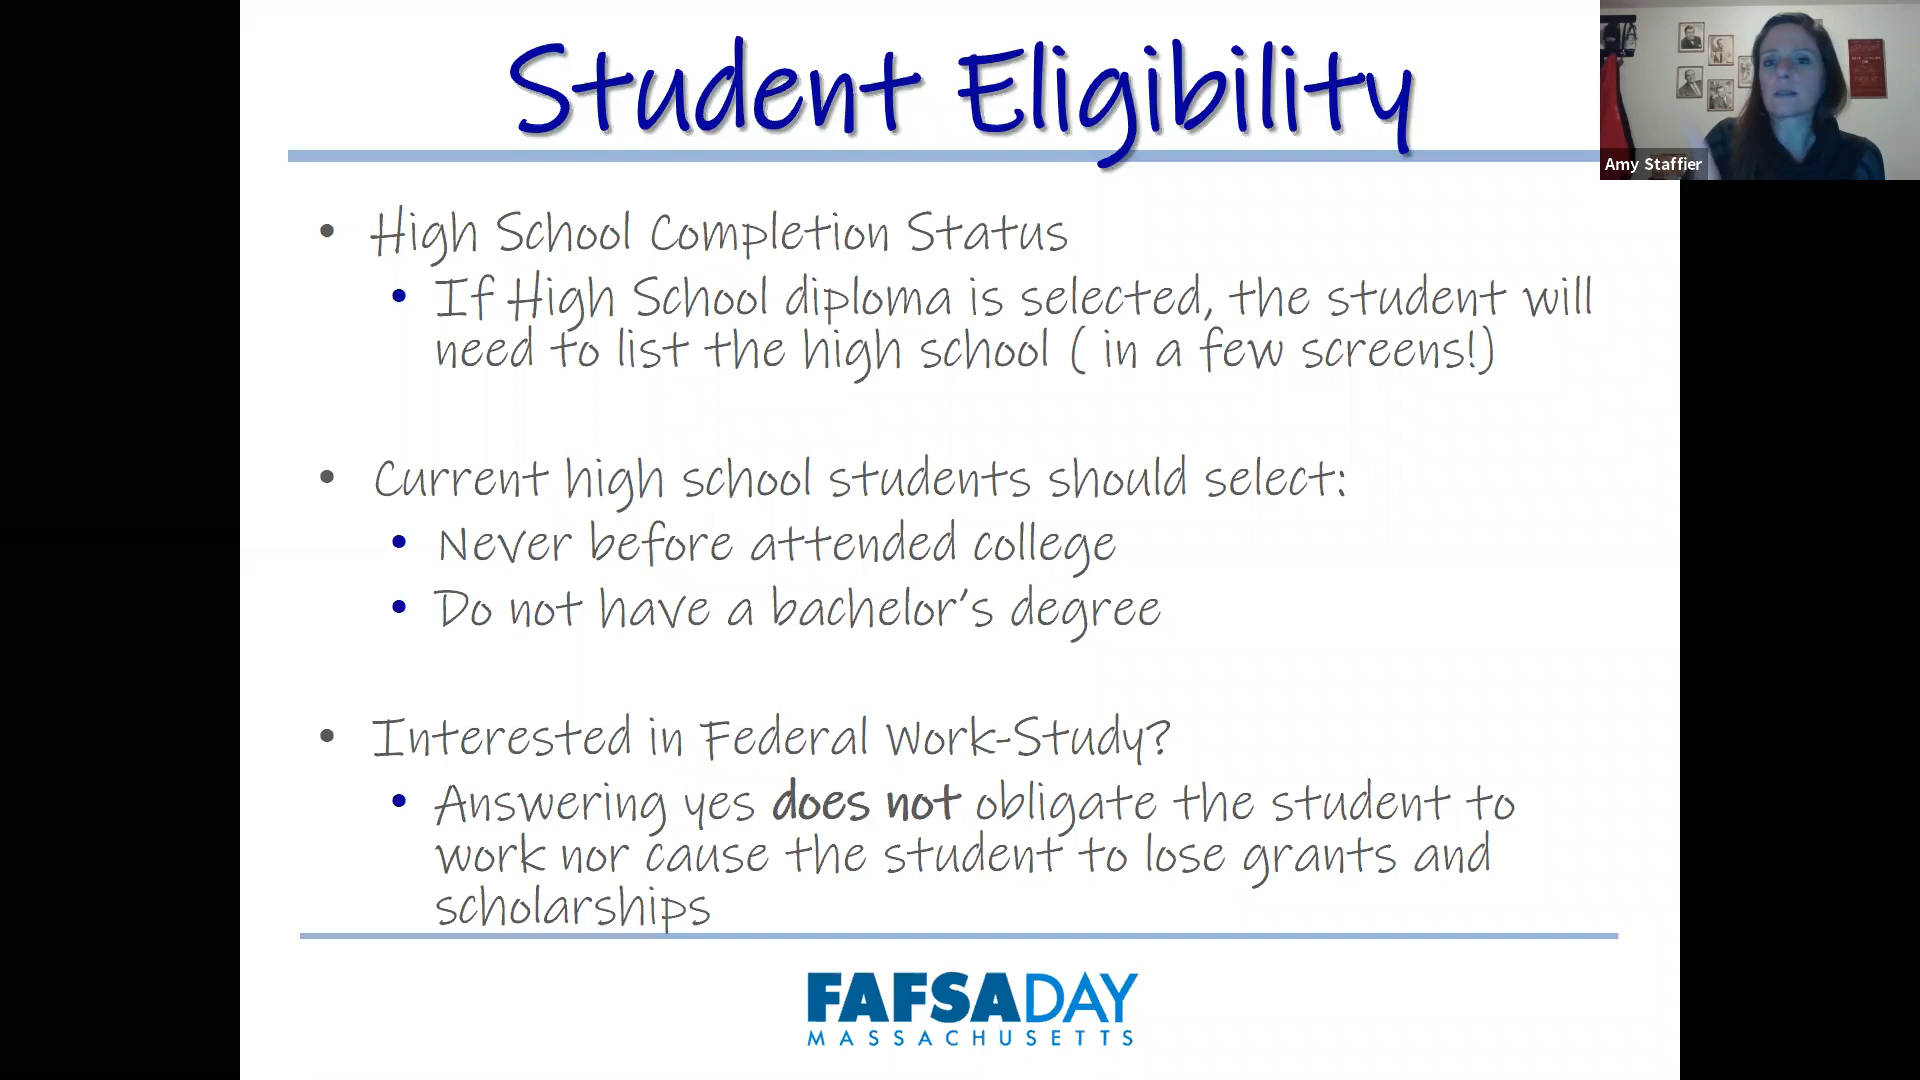 Student Eligibility
Amy Staffier
• High School Completion Status
• If High School diploma is selected, the student will
need to list the high school ( in a few screens!)
• Current high school students should select:
• Never before attended college
• Do not have a bachelor's degree
• Interested in Federal Work-Study?
• Answering yes does not obligate the student to
work nor cause the student to lose grants and
scholarships
FAFSADAY
MASSACHUSETTS